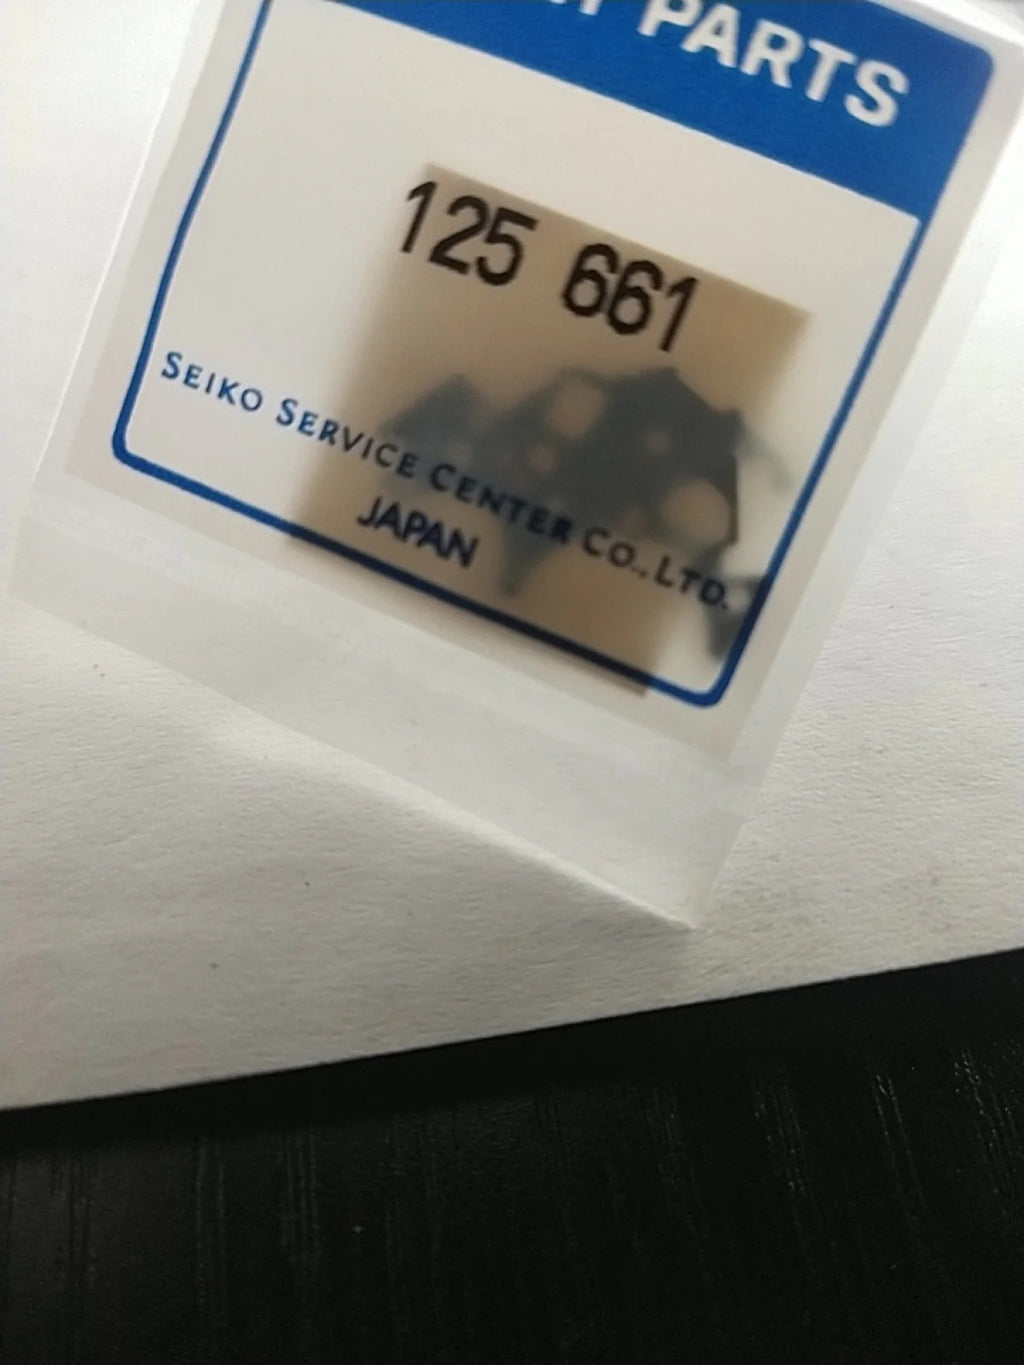 PARTS
125 661
SEIKO SERVICE CENTER CO., LTD.
JAPAN